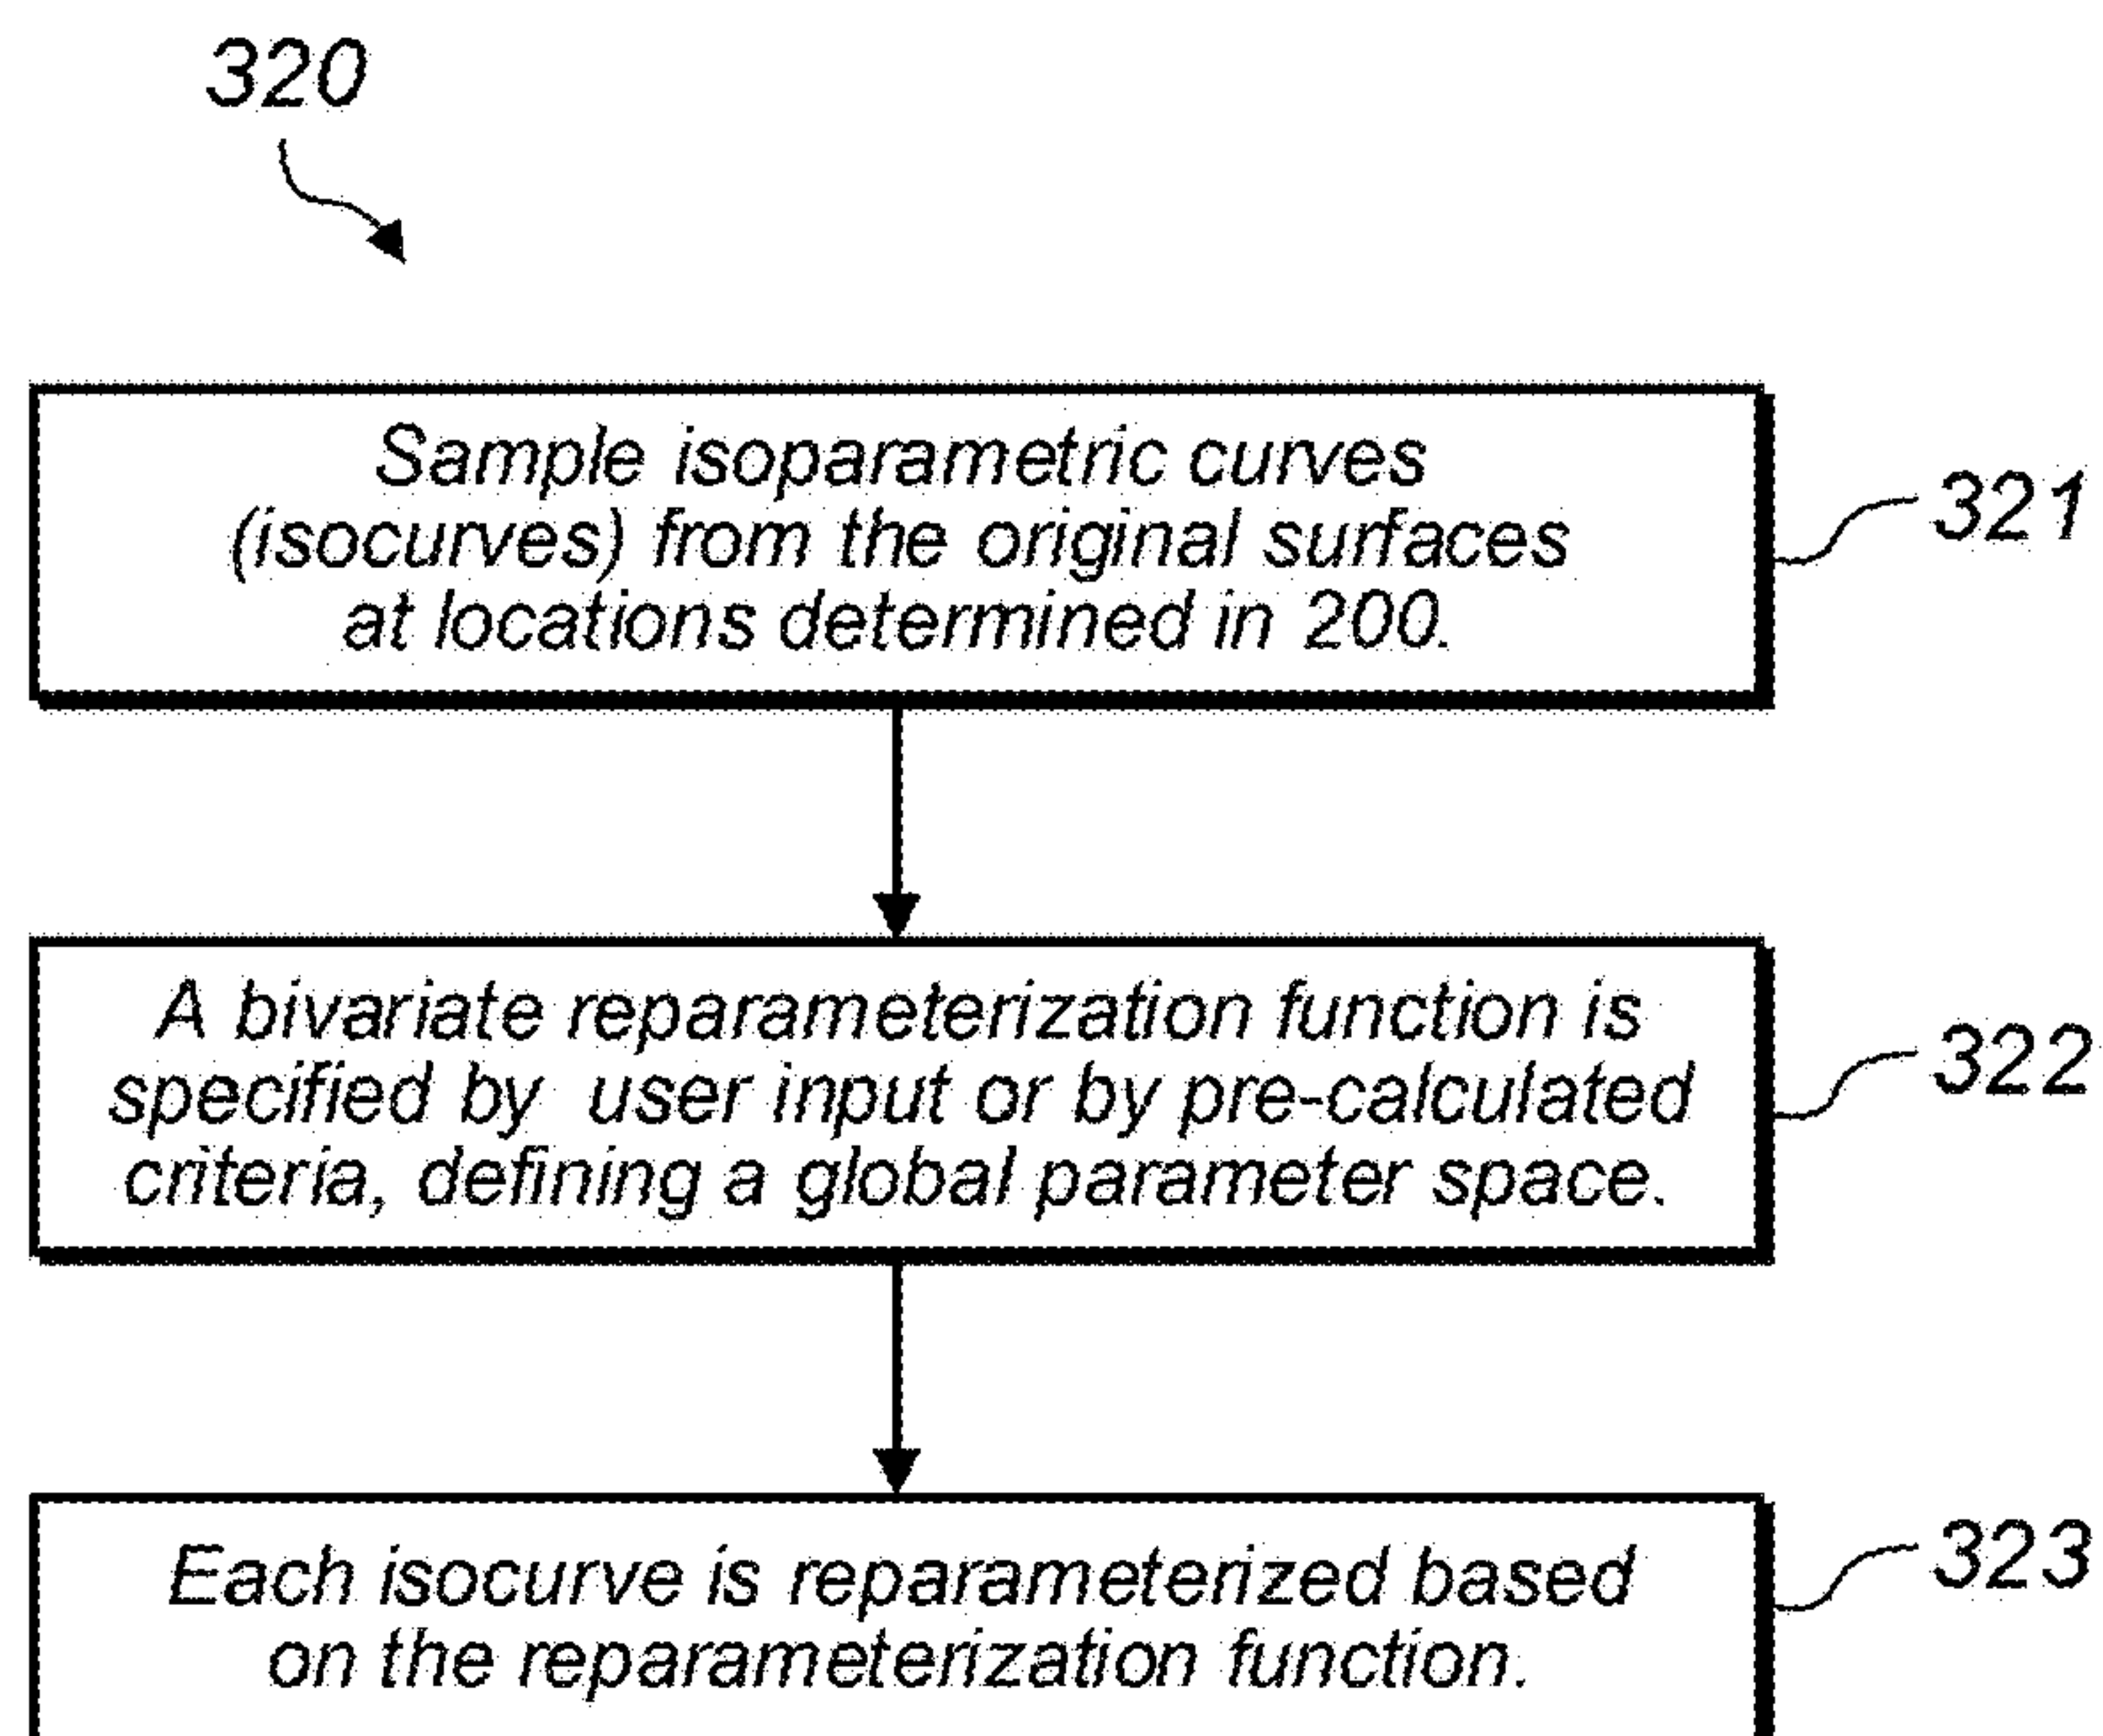 320
Sample isoparametric curves
(isocurves) from the original surfaces
at locations determined in 200.
321
A bivariate reparameterization function is
specified by user input or by pre-calculated
criteria, defining a global parameter space.
322
Each isocurve is reparameterized based
on the reparameterization function.
323